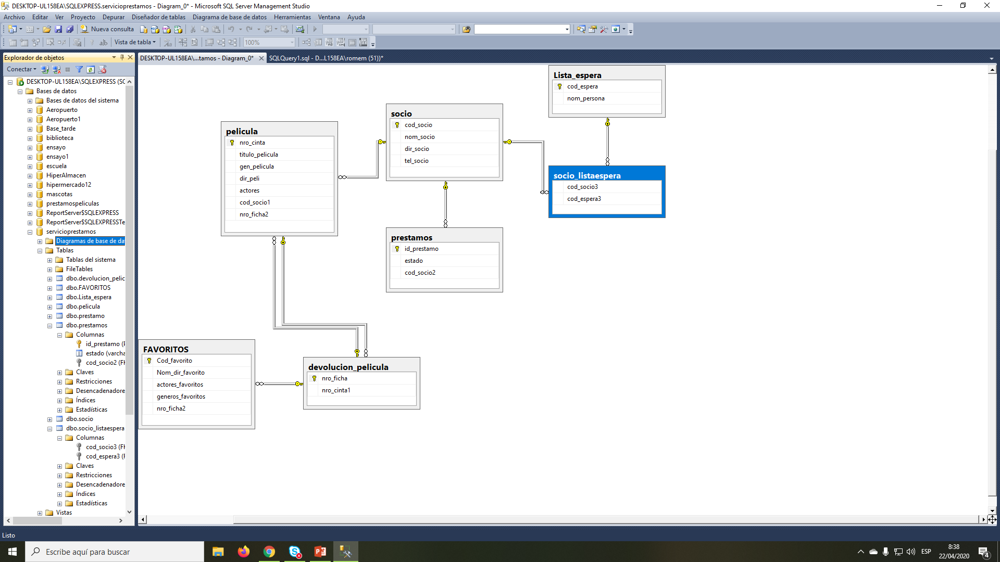 DESKTOP-UL158EA\SQLEXPRESS.servicioprestamos - Diagram_0* - Microsoft SQL Server Management Studio
Archivo Editar Ver Proyecto Depurar Diseñador de tablas Diagrama de base de datos Herramientas Ventana Ayuda
Nueva consulta
Vista de tabla
100%
Explorador de objetos
DESKTOP-UL158EA\...tamos - Diagram_0*
SQLQuery1.sql - D...L158EA\romem (51))*
Conectar
DESKTOP-UL158EA\SQLEXPRESS (SC
Bases de datos
Bases de datos del sistema
Aeropuerto
Aeropuerto1
Base_tarde
biblioteca
ensayo
ensayo1
escuela
HiperAlmacen
hipermercado12
mascotas
prestamospeliculas
ReportServer$SQLEXPRESS
ReportServer$SQLEXPRESSTe
servicioprestamos
Diagramas de base de dat
Tablas
Tablas del sistema
FileTables
dbo.devolucion_pelic
dbo.FAVORITOS
dbo.Lista_espera
dbo.pelicula
dbo.prestamo
dbo.prestamos
Columnas
id_prestamo (P
estado (varcha
cod_socio2 (FK
Claves
Restricciones
Desencadenadore
Índices
Estadísticas
dbo.socio
dbo.socio_listaespera
Columnas
cod_socio3 (FK
cod_espera3 (F
Claves
Restricciones
Desencadenadore
Índices
Estadísticas
Vistas
pelicula
nro_cinta
titulo_pelicula
gen_pelicula
dir_peli
actores
cod_socio1
nro_ficha2
socio
cod_socio
nom_socio
dir_socio
tel_socio
Lista_espera
cod_espera
nom_persona
socio_listaespera
cod_socio3
cod_espera3
prestamos
id_prestamo
estado
cod_socio2
FAVORITOS
Cod_favorito
Nom_dir_favorito
actores_favoritos
generos_favoritos
nro_ficha2
devolucion_pelicula
nro_ficha
nro_cinta1
Listo
Escribe aquí para buscar
ESP
8:38
22/04/2020
4